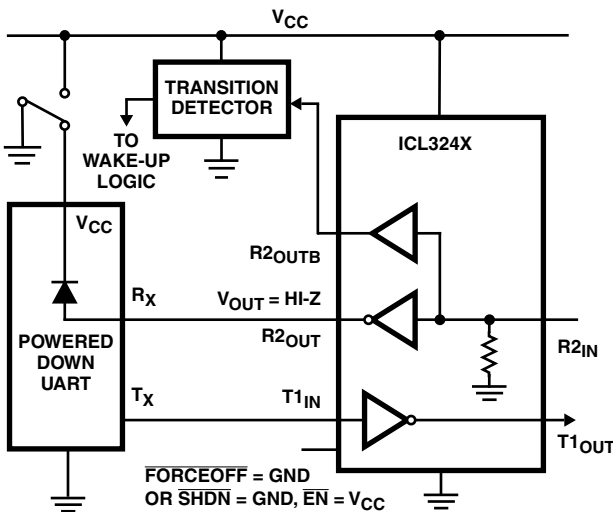 VCC
TRANSITION
DETECTOR
TO
WAKE-UP
LOGIC
ICL324X
VCC
R2OUTB
RX
VOUT = HI-Z
R2OUT
R2IN
POWERED
DOWN
UART
TX
T1IN
T1OUT
FORCEOFF = GND
OR SHDN = GND, EN = VCC